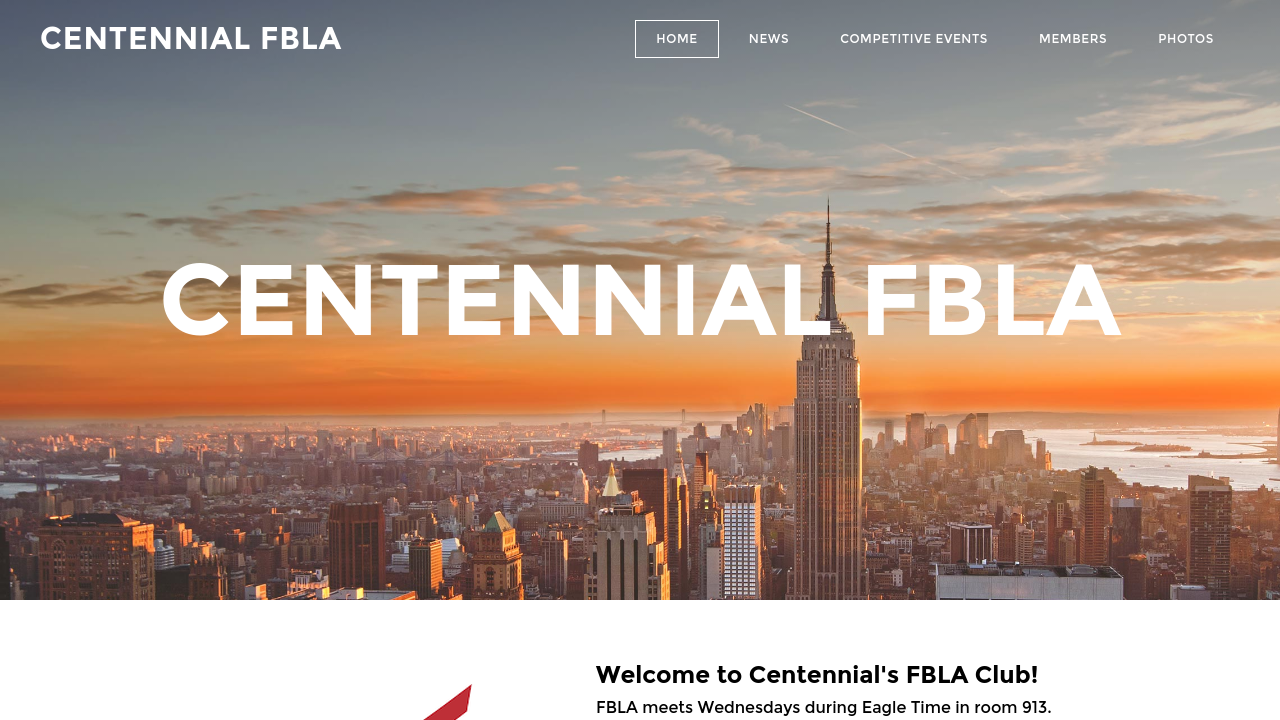 CENTENNIAL FBLA
HOME NEWS COMPETITIVE EVENTS MEMBERS PHOTOS
CENTENNIAL FBLA
Welcome to Centennial's FBLA Club!
FBLA meets Wednesdays during Eagle Time in room 913.